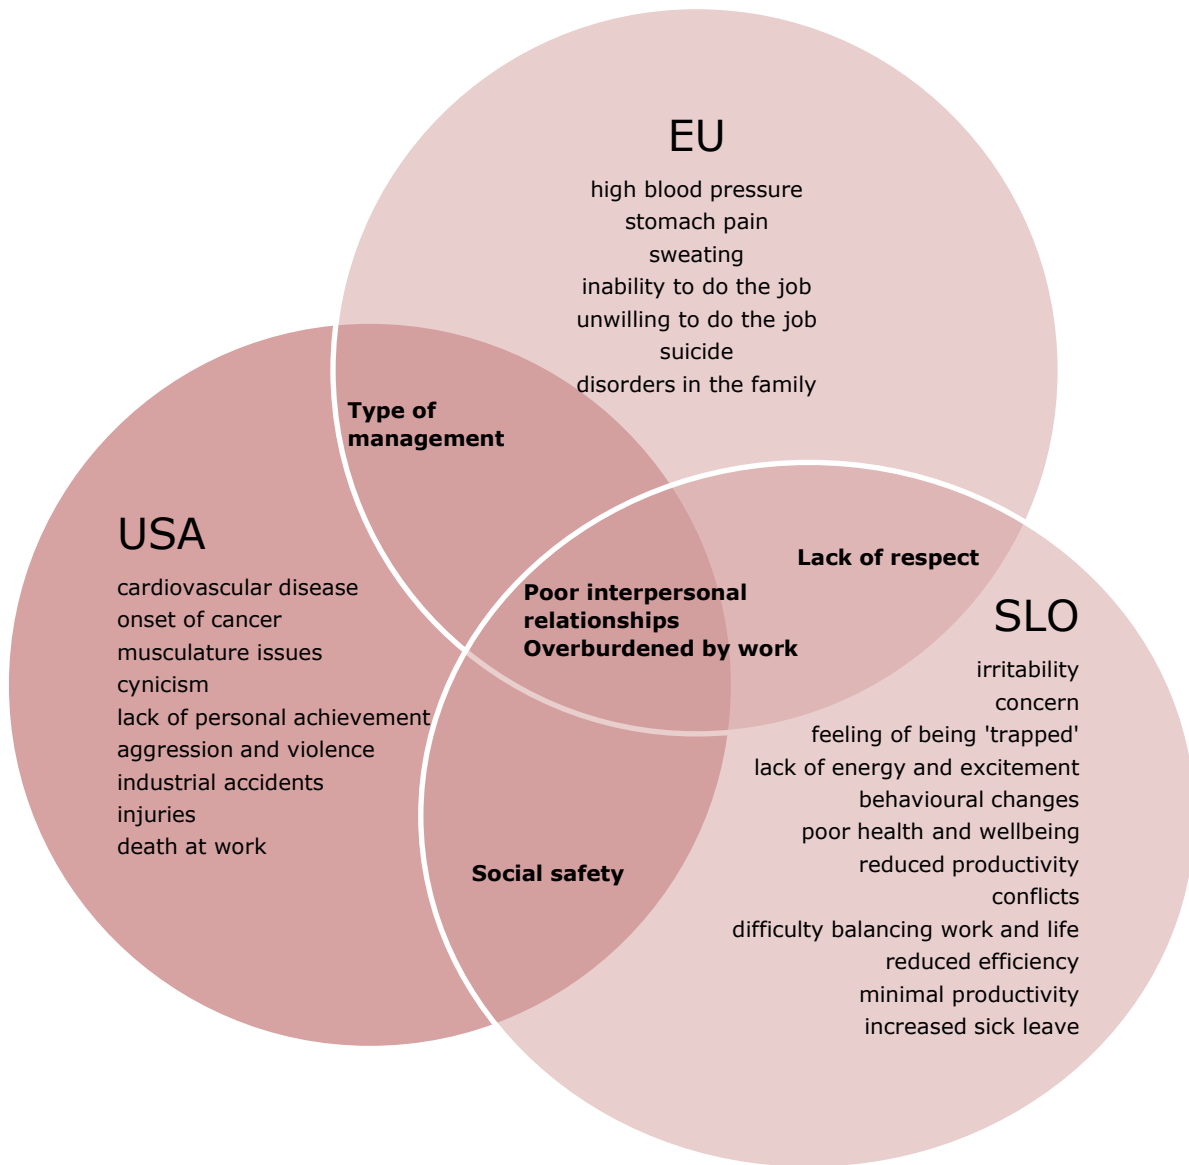 EU
high blood pressure
stomach pain
sweating
inability to do the job
unwilling to do the job
suicide
disorders in the family
Type of
management
USA
cardiovascular disease
onset of cancer
musculature issues
cynicism
lack of personal achievement
aggression and violence
industrial accidents
injuries
death at work
Lack of respect
Poor interpersonal
relationships
Overburdened by work
SLO
irritability
concern
feeling of being 'trapped'
lack of energy and excitement
behavioural changes
poor health and wellbeing
reduced productivity
conflicts
difficulty balancing work and life
reduced efficiency
minimal productivity
increased sick leave
Social safety